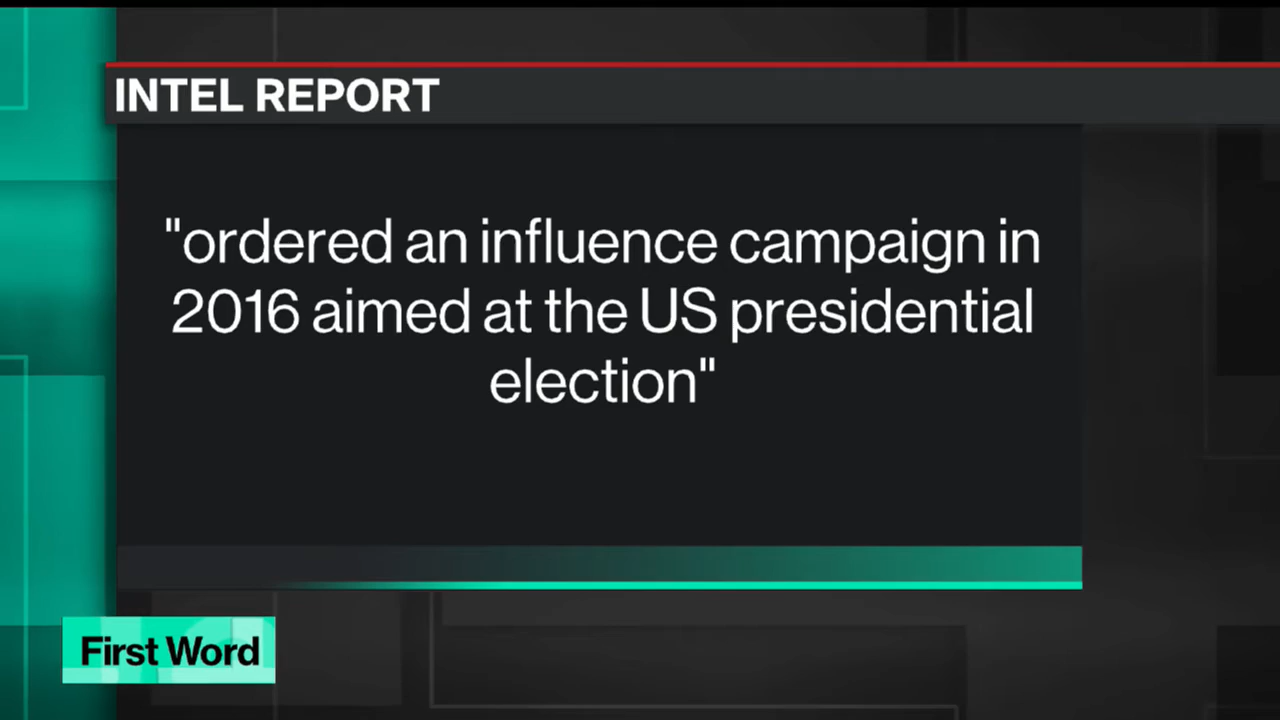 INTEL REPORT
"ordered an influence campaign in
2016 aimed at the US presidential
election"
First Word